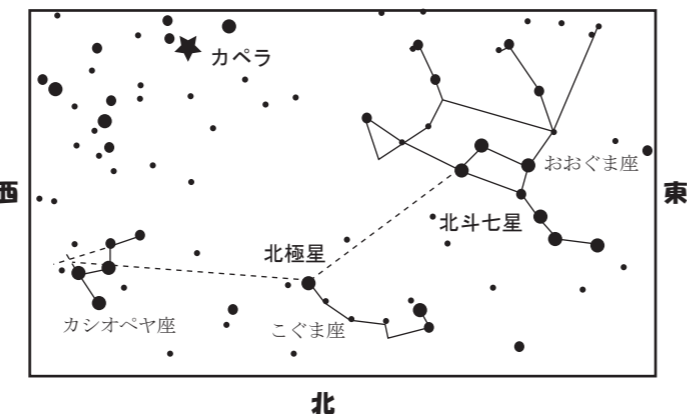 カペラ
おおぐま座
西
東
北斗七星
北極星
カシオペヤ座
こぐま座
北